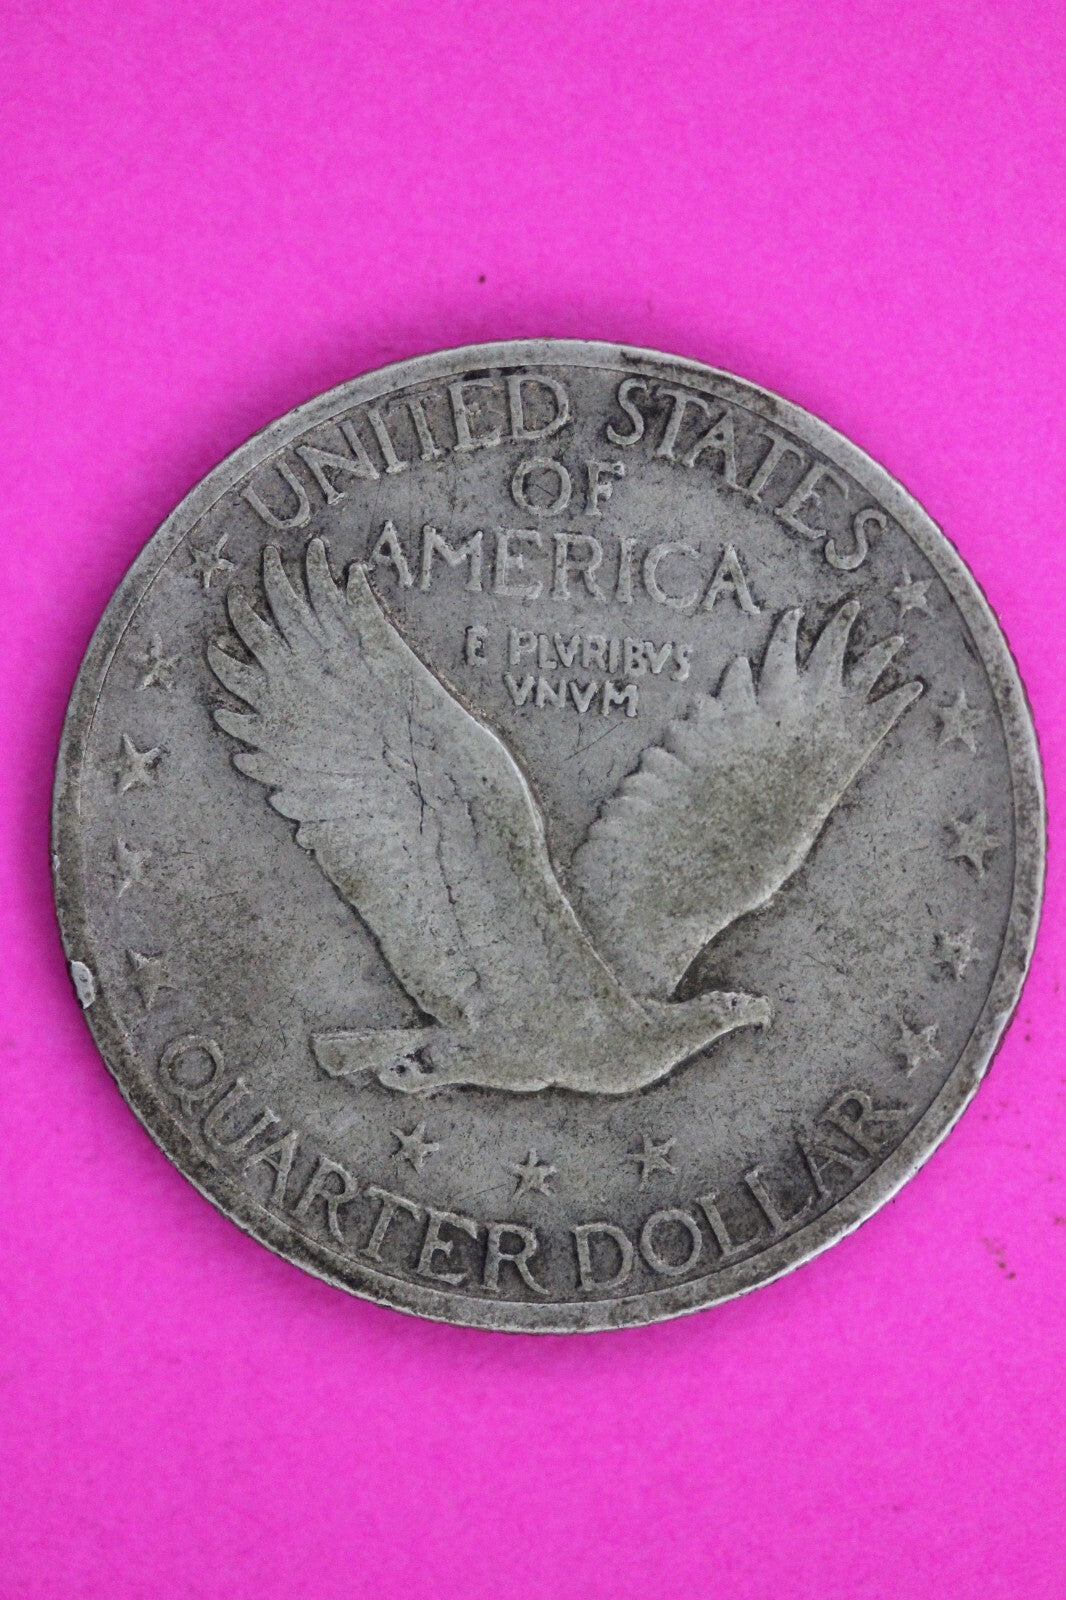 UNITED STATES
OF
AMERICA
E PLVRIBVS
VNVM
QUARTER DOLLAR